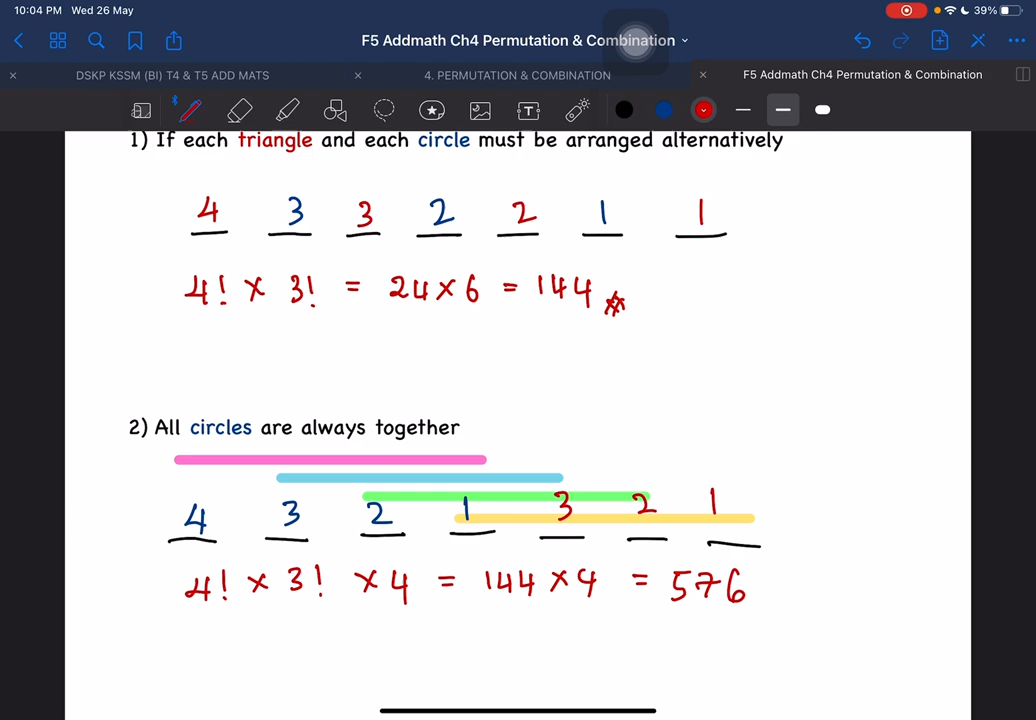 10:04 PM Wed 26 May 39%
F5 Addmath Ch4 Permutation & Combination
DSKP KSSM (BI) T4 & T5 ADD MATS 4. PERMUTATION & COMBINATION F5 Addmath Ch4 Permutation & Combination
1) If each triangle and each circle must be arranged alternatively
4 3 3 2 2 1 1
4! × 3! = 24 × 6 = 144
2) All circles are always together
4 3 2 1 3 2 1
4! × 3! × 4 = 144 × 4 = 576